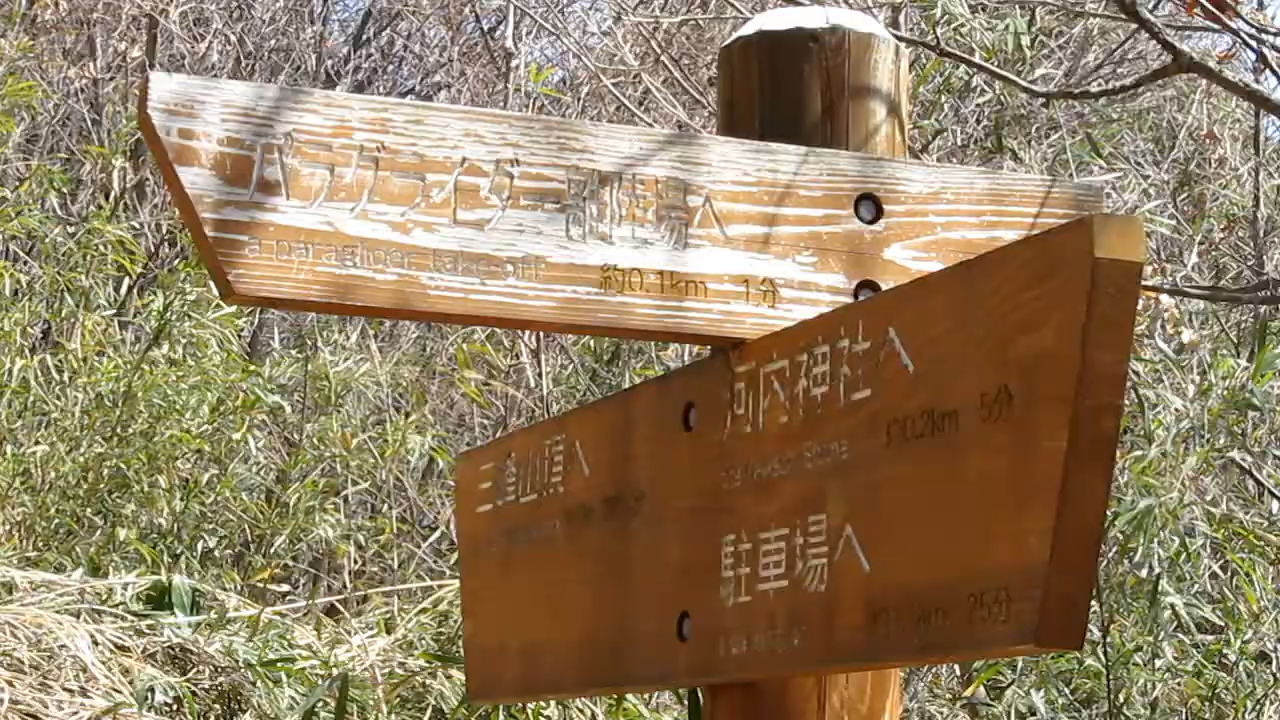 パラグライダー離陸場へ
a paraglider take-off
約0.1km 1分
河内神社へ
約0.2km 5分
三滝山頂へ
駐車場へ
km 25分